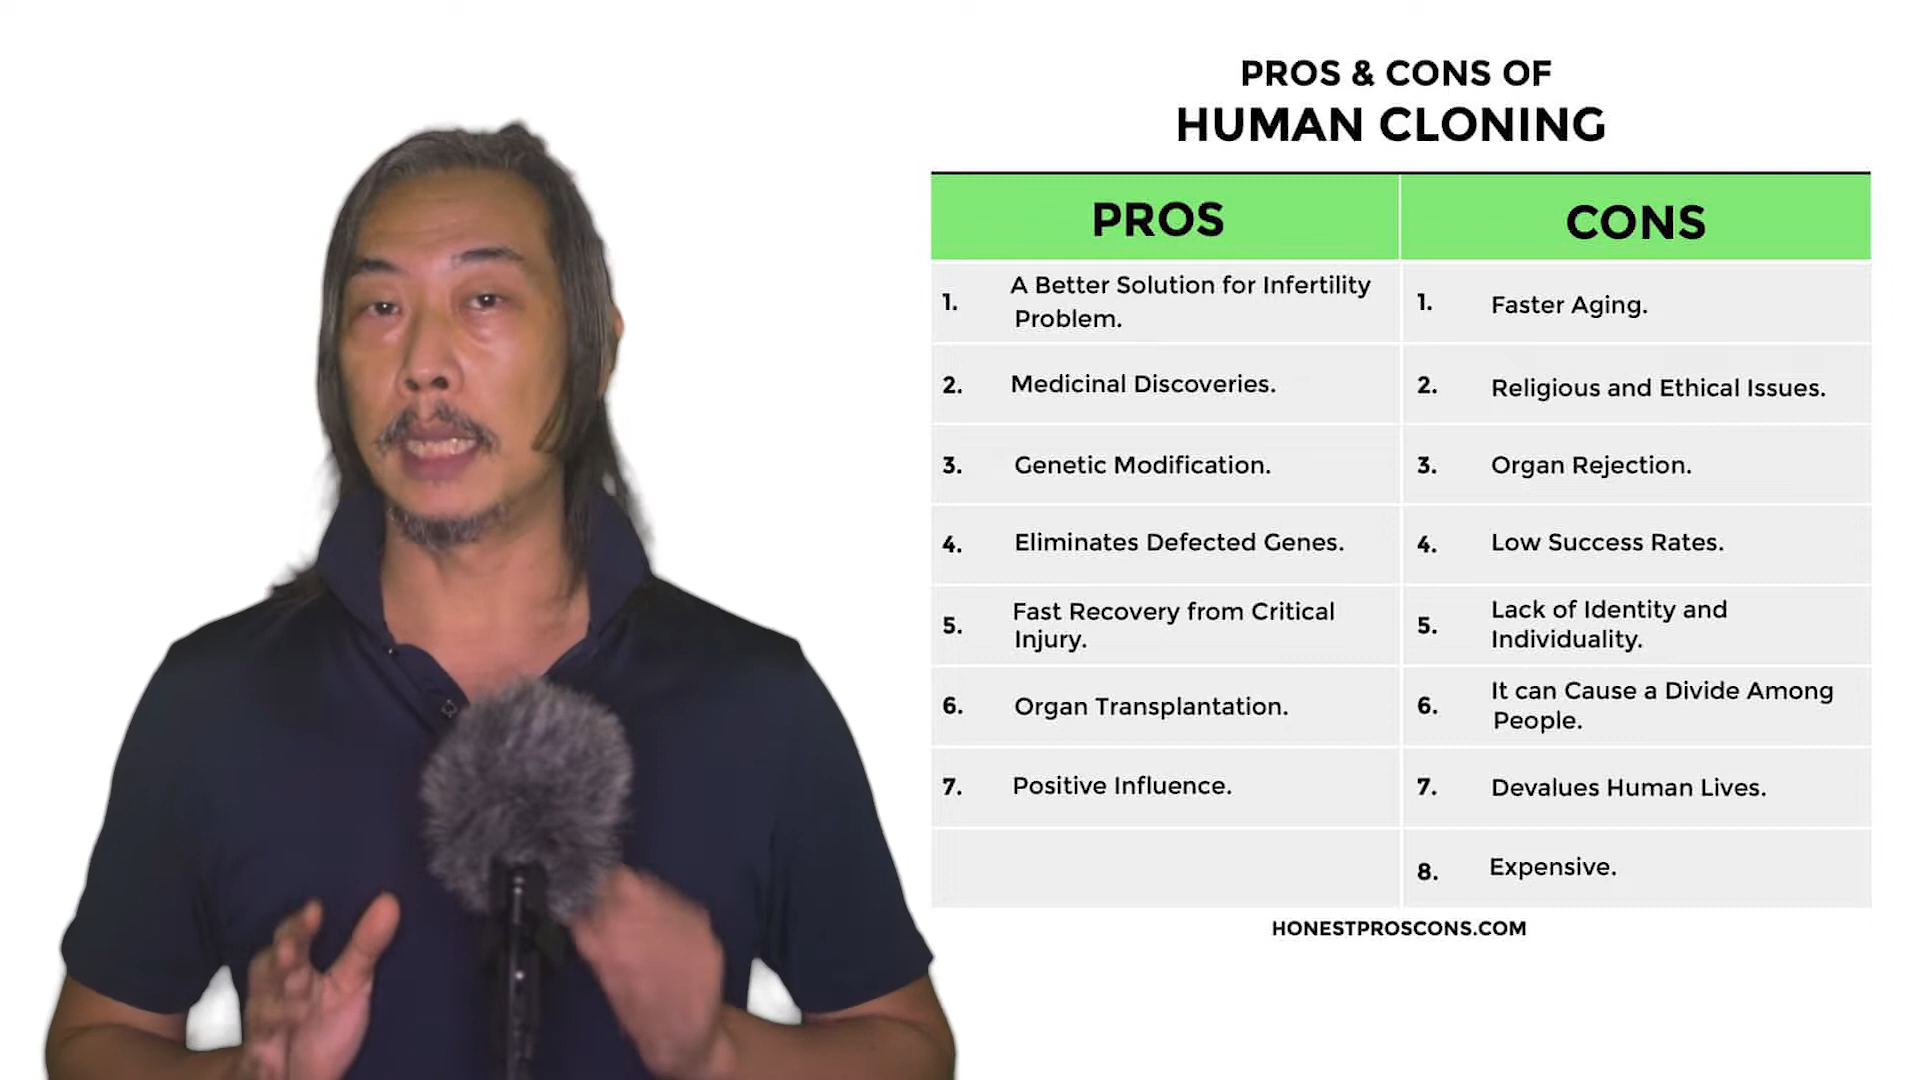 PROS & CONS OF
HUMAN CLONING
PROS
CONS
1. A Better Solution for Infertility
Problem.
1. Faster Aging.
2. Medicinal Discoveries.
2. Religious and Ethical Issues.
3. Genetic Modification.
3. Organ Rejection.
4. Eliminates Defected Genes.
4. Low Success Rates.
5. Fast Recovery from Critical
Injury.
5. Lack of Identity and
Individuality.
6. Organ Transplantation.
6. It can Cause a Divide Among
People.
7. Positive Influence.
7. Devalues Human Lives.
8. Expensive.
HONESTPROSCONS.COM